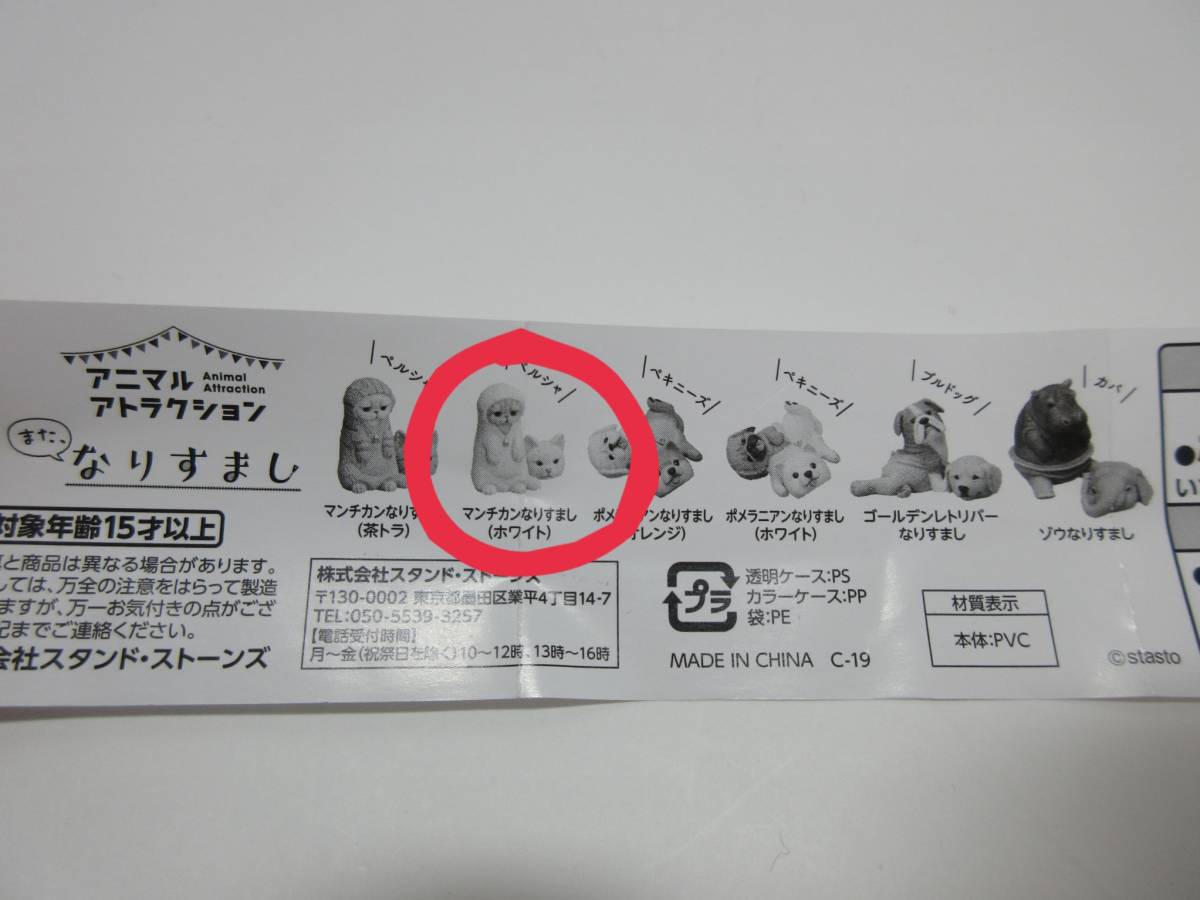 アニマル Animal
アトラクション Attraction
また、
なりすまし
対象年齢15才以上
と商品は異なる場合があります。
しては、万全の注意をはらって製造
ますが、万一お気付きの点がござ
記までご連絡ください。
会社スタンド・ストーンズ
ペルシャ
マンチカンなりす
(茶トラ)
ペルシャ
マンチカンなりすまし
(ホワイト)
ペキニーズ
ポメ アンなりすまし
レンジ)
ペキニーズ
ポメラニアンなりすまし
(ホワイト)
ブルドッグ
ゴールデンレトリバー
なりすまし
カバ
ゾウなりすまし
株式会社スタンド・ストーンズ
〒130-0002 東京都墨田区業平4丁目14-7
TEL:050-5539-3257
【電話受付時間】
月～金(祝祭日を除く)10～12時、13時～16時
プラ
透明ケース:PS
カラーケース:PP
袋:PE
MADE IN CHINA C-19
材質表示
本体:PVC
©stasto
い